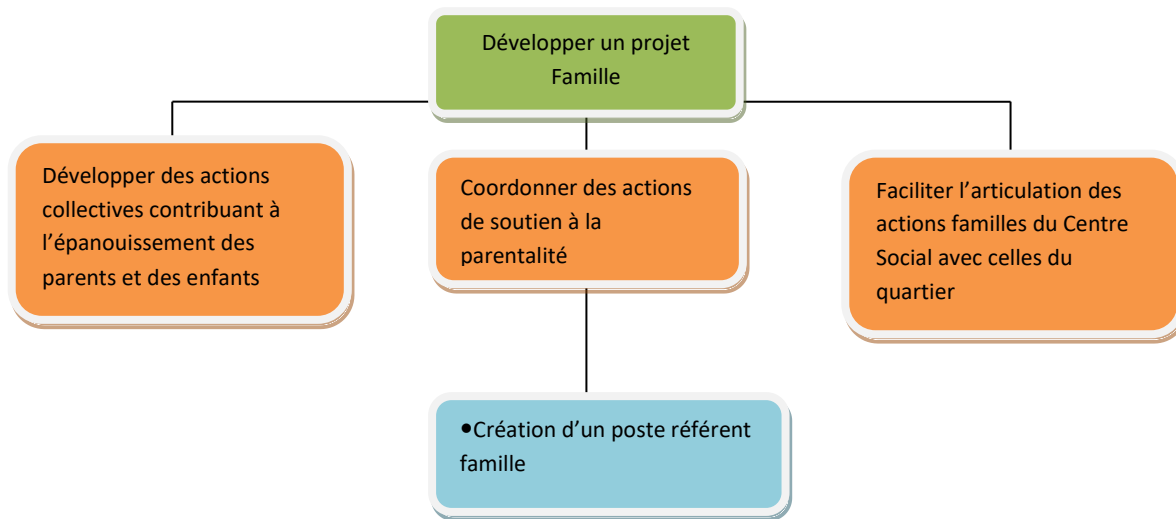 Développer un projet
Famille
Développer des actions
collectives contribuant à
l’épanouissement des
parents et des enfants
Coordonner des actions
de soutien à la
parentalité
Faciliter l’articulation des
actions familles du Centre
Social avec celles du
quartier
•Création d’un poste référent
famille